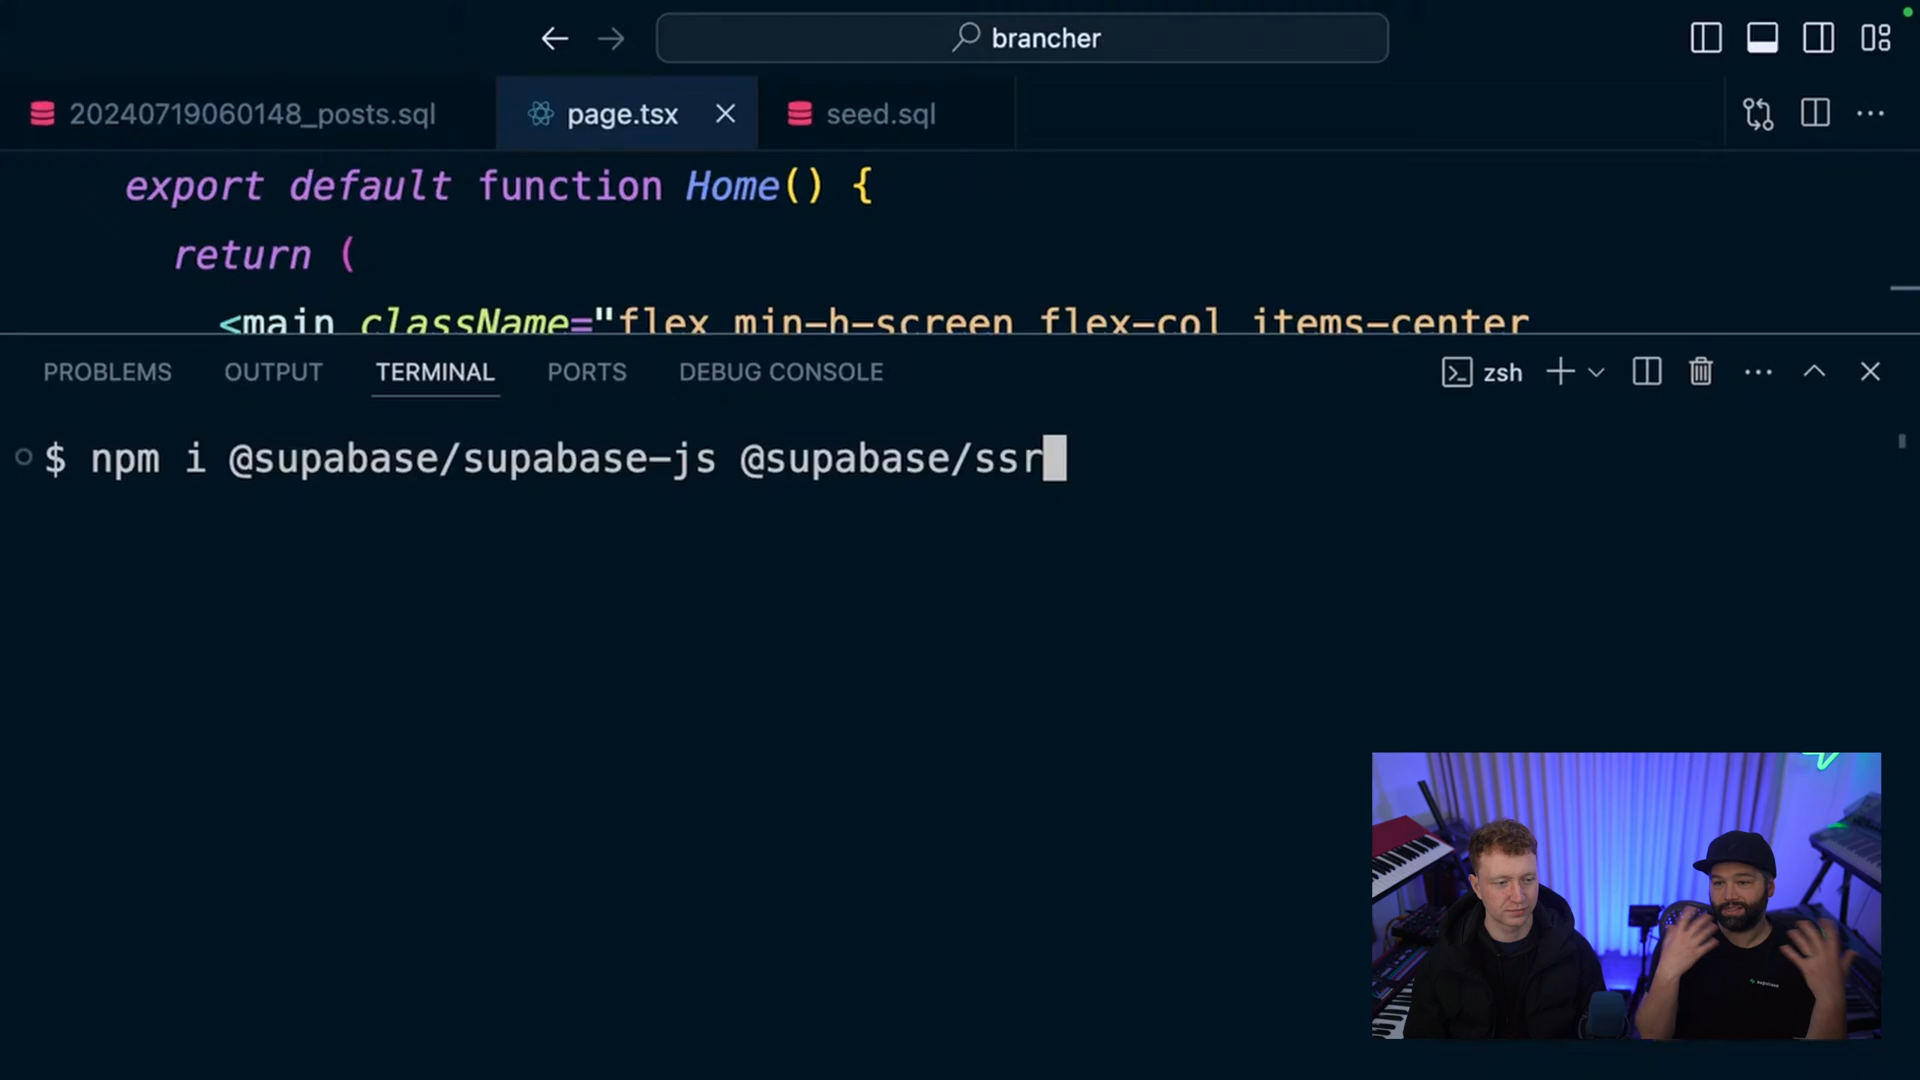 brancher
20240719060148_posts.sql
page.tsx
seed.sql
export default function Home() {
return (
<main className="flex min-h-screen flex-col items-center
PROBLEMS OUTPUT TERMINAL PORTS DEBUG CONSOLE
zsh
$ npm i @supabase/supabase-js @supabase/ssr
supabase